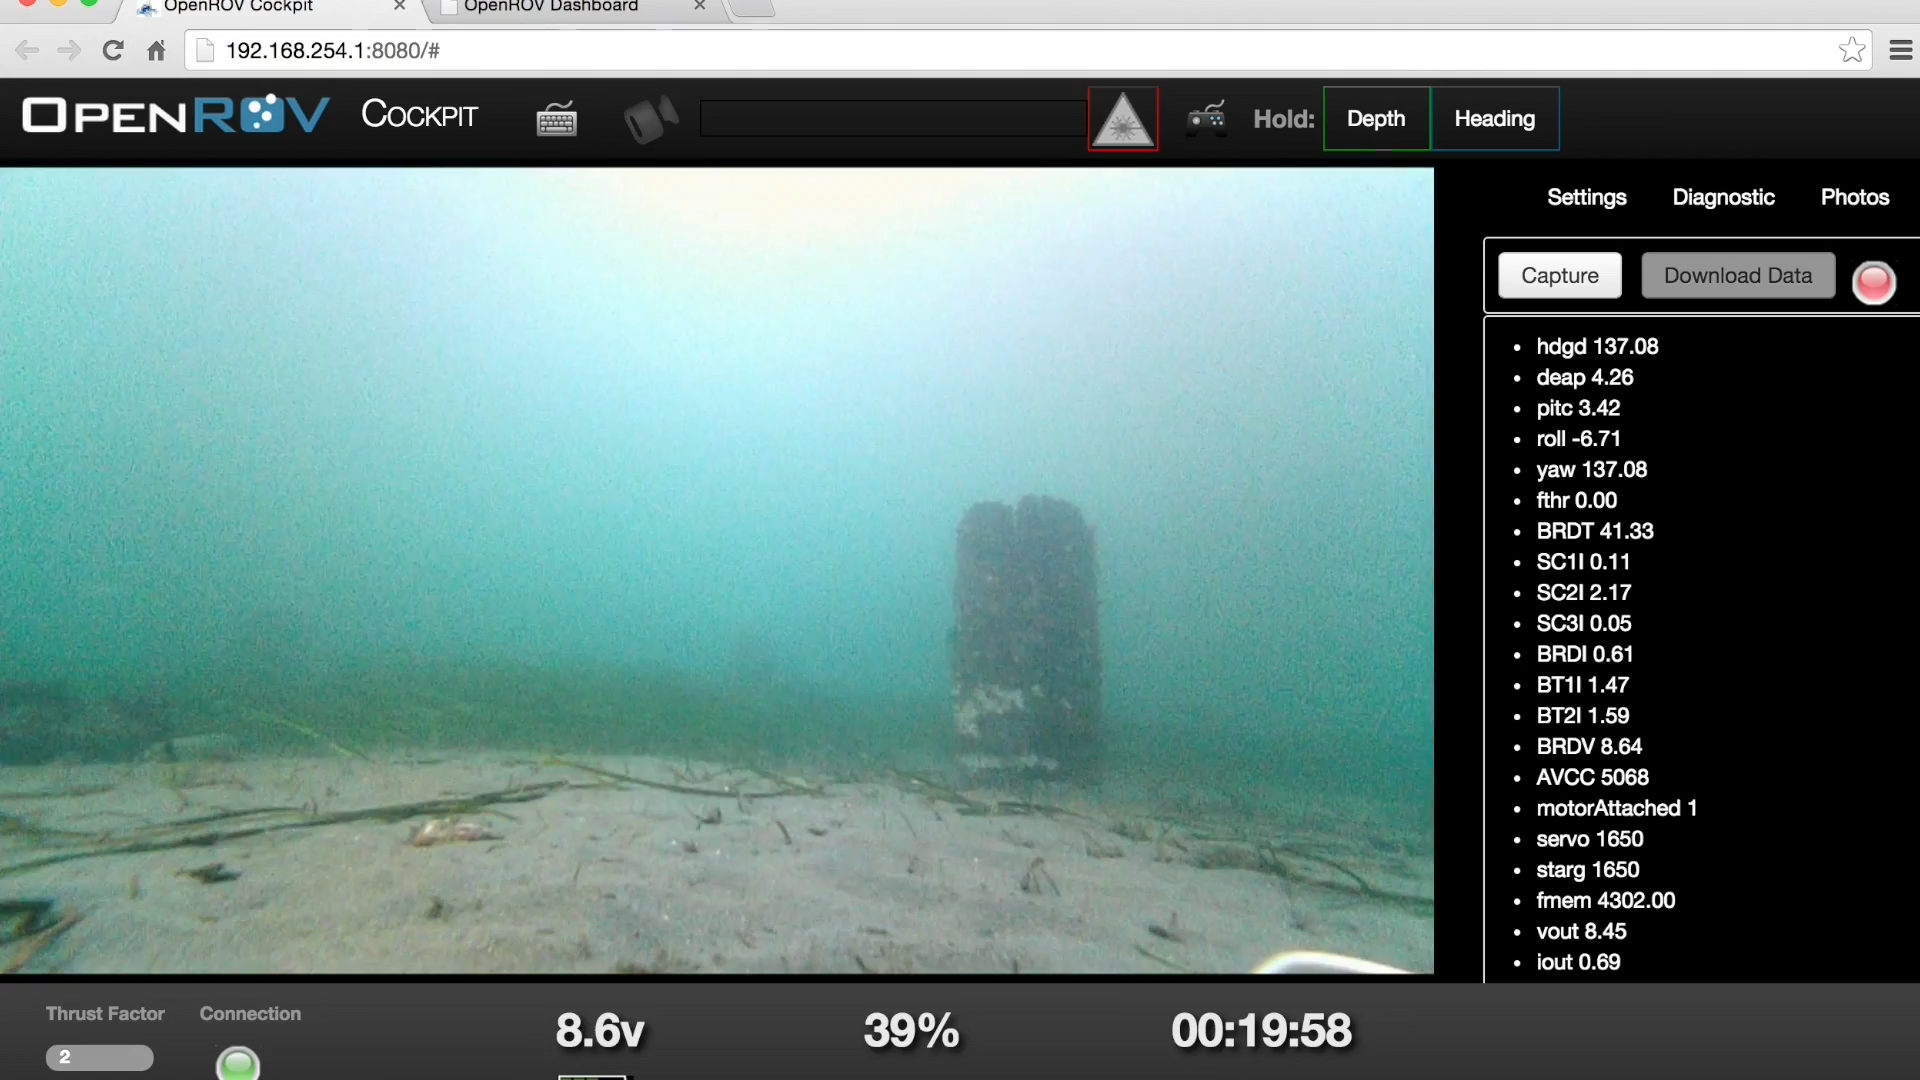 OpenROV Cockpit
OpenROV Dashboard
192.168.254.1:8080/#
OPENROV COCKPIT
Hold: Depth Heading
Settings Diagnostic Photos
Capture Download Data
hdgd 137.08
deap 4.26
pitc 3.42
roll -6.71
yaw 137.08
fthr 0.00
BRDT 41.33
SC1I 0.11
SC2I 2.17
SC3I 0.05
BRDI 0.61
BT1I 1.47
BT2I 1.59
BRDV 8.64
AVCC 5068
motorAttached 1
servo 1650
starg 1650
fmem 4302.00
vout 8.45
iout 0.69
Thrust Factor Connection
2
8.6v 39% 00:19:58